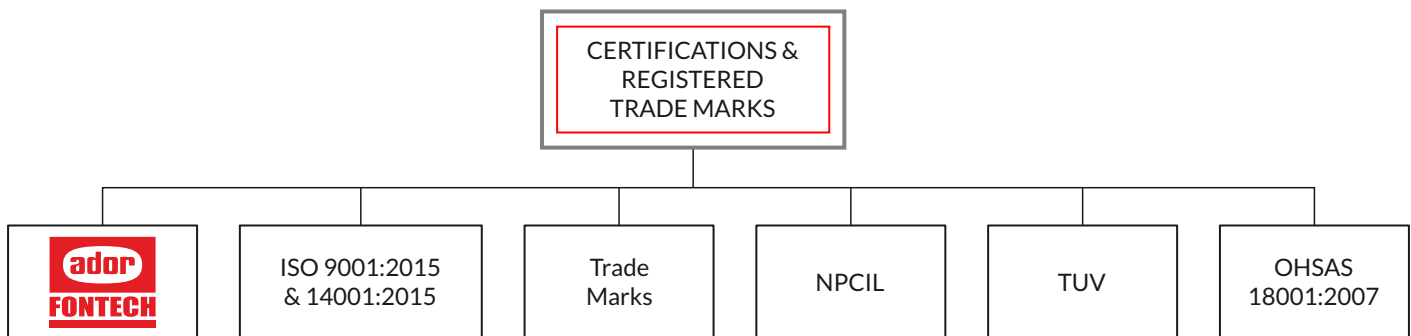 CERTIFICATIONS &
REGISTERED
TRADE MARKS
ador
FONTECH
ISO 9001:2015
& 14001:2015
Trade
Marks
NPCIL
TUV
OHSAS
18001:2007